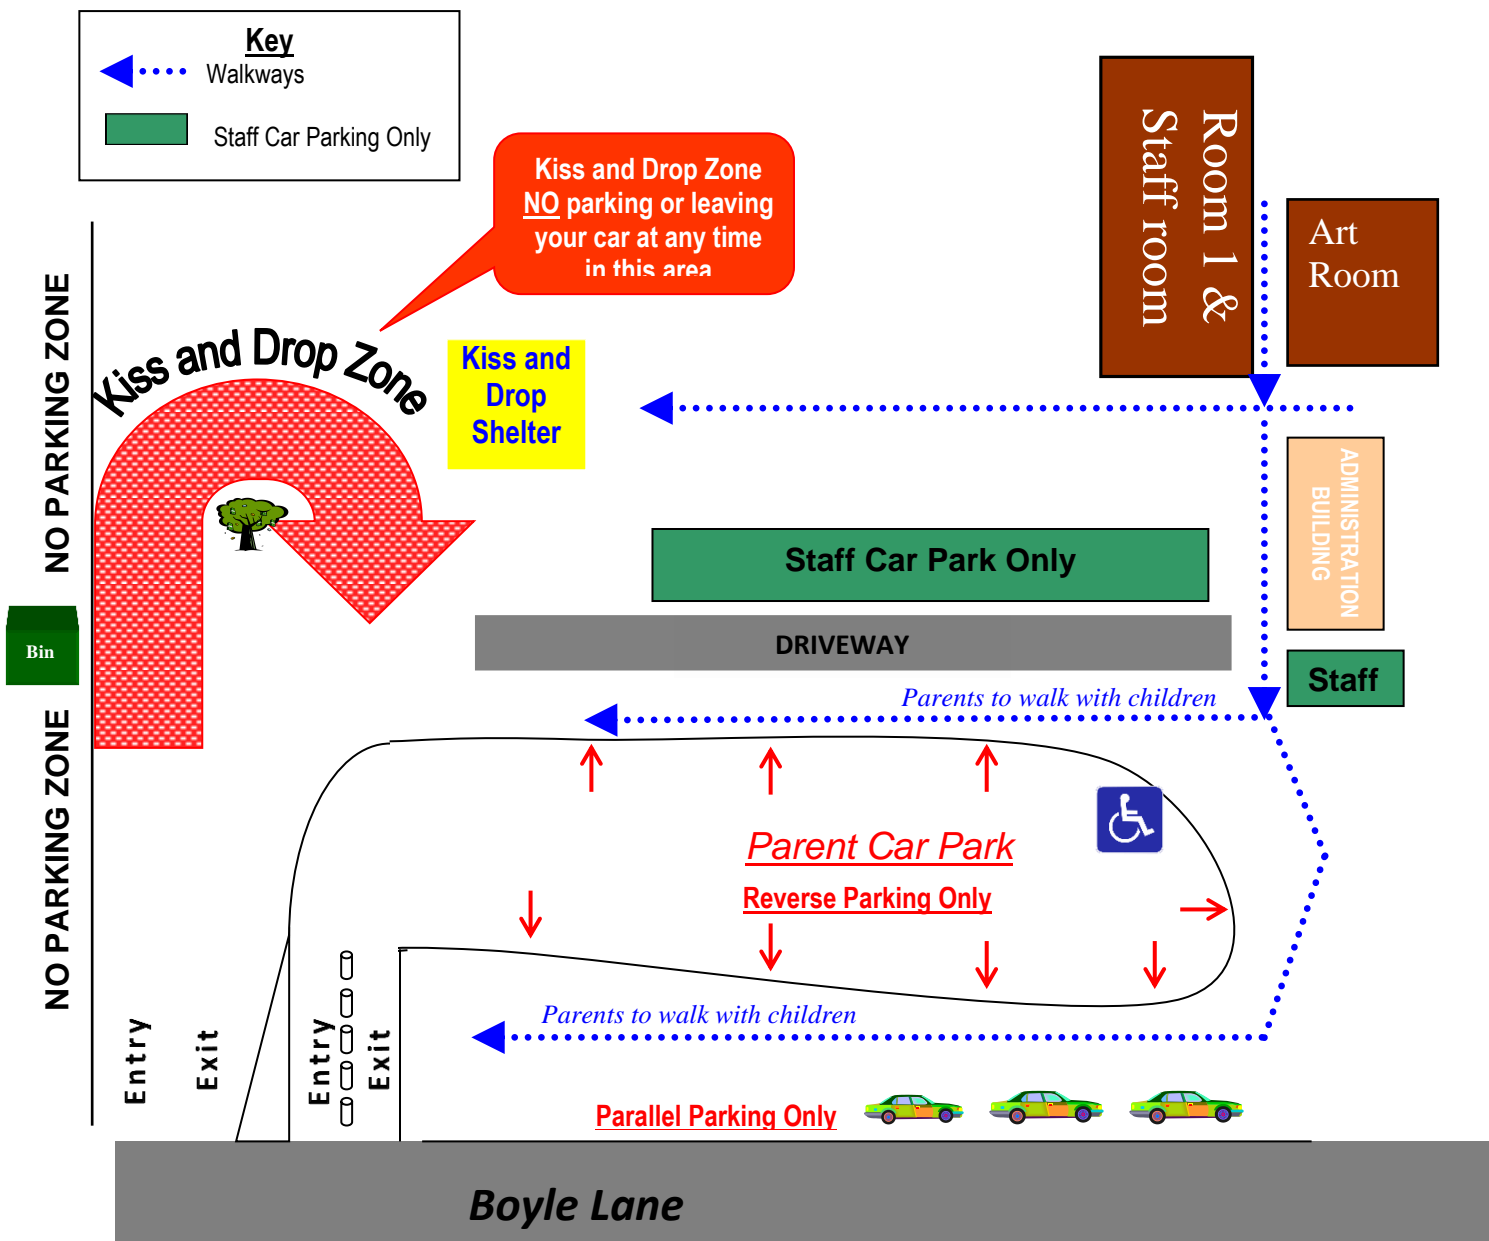 Key
Walkways
Staff Car Parking Only
Kiss and Drop Zone
NO parking or leaving
your car at any time
in this area
Room 1 &
Staff room
Art
Room
NO PARKING ZONE
Kiss and Drop Zone
Kiss and
Drop
Shelter
ADMINISTRATION
BUILDING
Staff Car Park Only
Bin
DRIVEWAY
Staff
Parents to walk with children
NO PARKING ZONE
Parent Car Park
Reverse Parking Only
Parents to walk with children
Entry
Exit
Entry
Exit
Parallel Parking Only
Boyle Lane